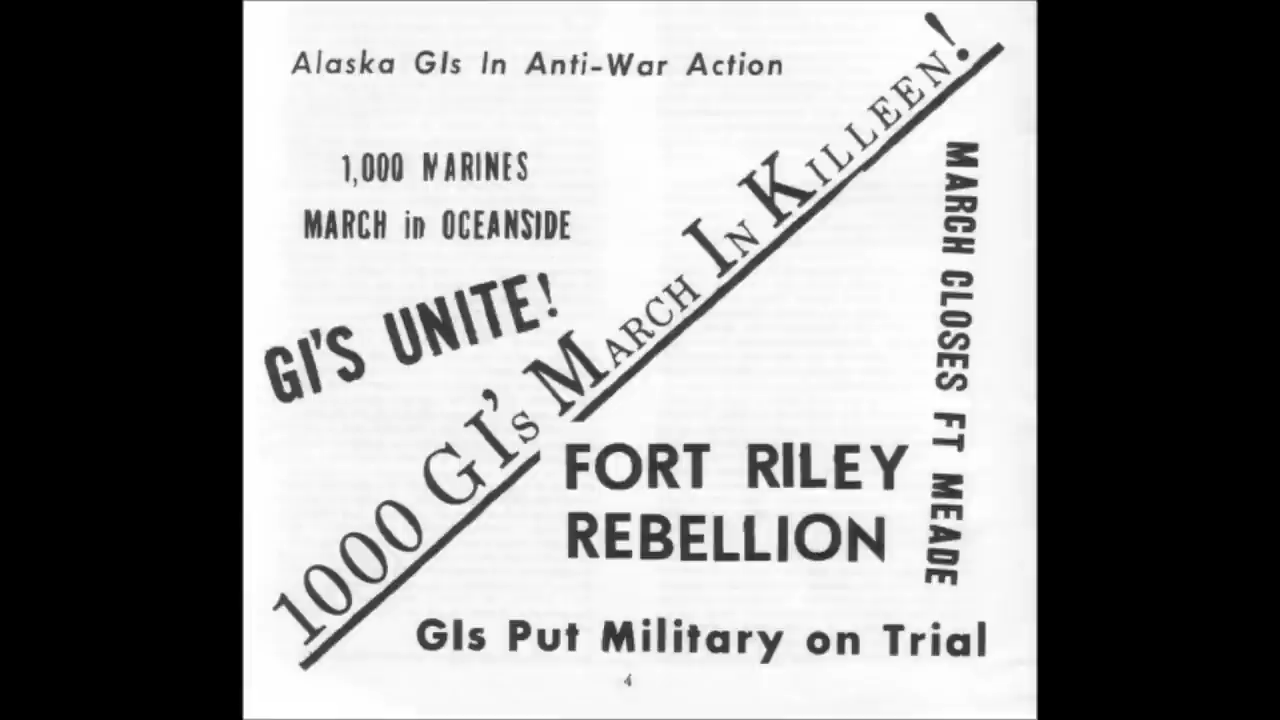 Alaska GIs In Anti-War Action
1,000 MARINES
MARCH in OCEANSIDE
GI'S UNITE!
1000 GI's MARCH IN KILLEEN!
MARCH CLOSES FT MEADE
FORT RILEY
REBELLION
GIs Put Military on Trial
4